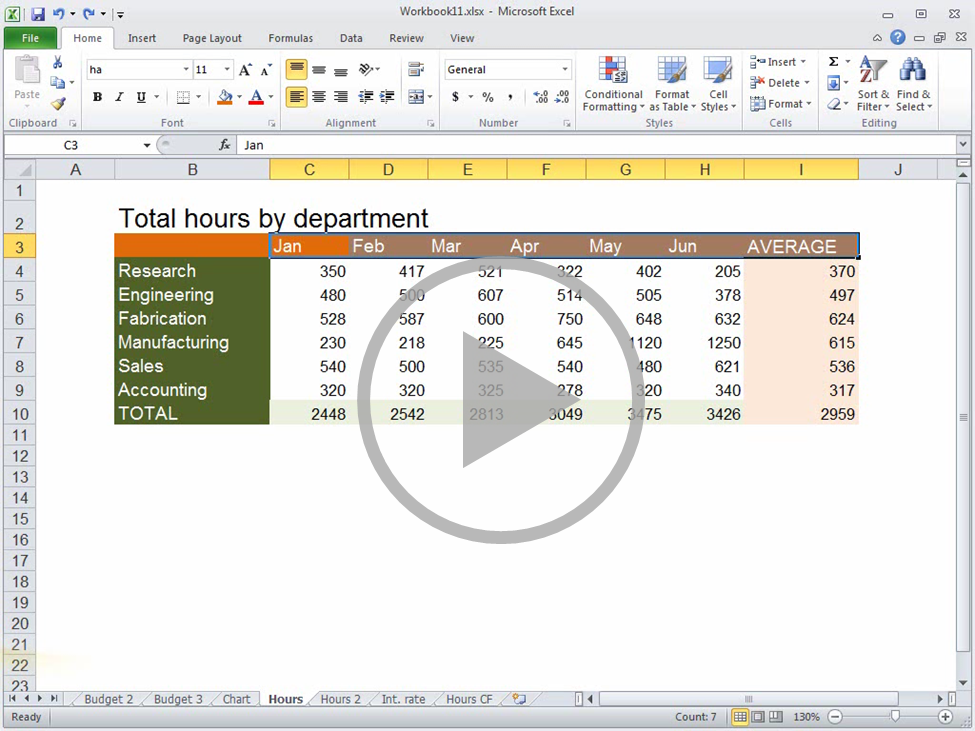 Workbook11.xlsx - Microsoft Excel
File Home Insert Page Layout Formulas Data Review View
ha 11 General
Paste
B I U $ % ,
Conditional Formatting
Format as Table
Cell Styles
Insert
Delete
Format
Σ
Sort & Filter
Find & Select
Clipboard Font Alignment Number Styles Cells Editing
C3 fx Jan
A B C D E F G H I J
1
2 Total hours by department
3 Jan Feb Mar Apr May Jun AVERAGE
4 Research 350 417 521 322 402 205 370
5 Engineering 480 500 607 514 505 378 497
6 Fabrication 528 587 600 750 648 632 624
7 Manufacturing 230 218 225 645 1120 1250 615
8 Sales 540 500 535 540 480 621 536
9 Accounting 320 320 325 278 320 340 317
10 TOTAL 2448 2542 2813 3049 3475 3426 2959
11
12
13
14
15
16
17
18
19
20
21
22
23
Budget 2 Budget 3 Chart Hours Hours 2 Int. rate Hours CF
Ready Count: 7 130%